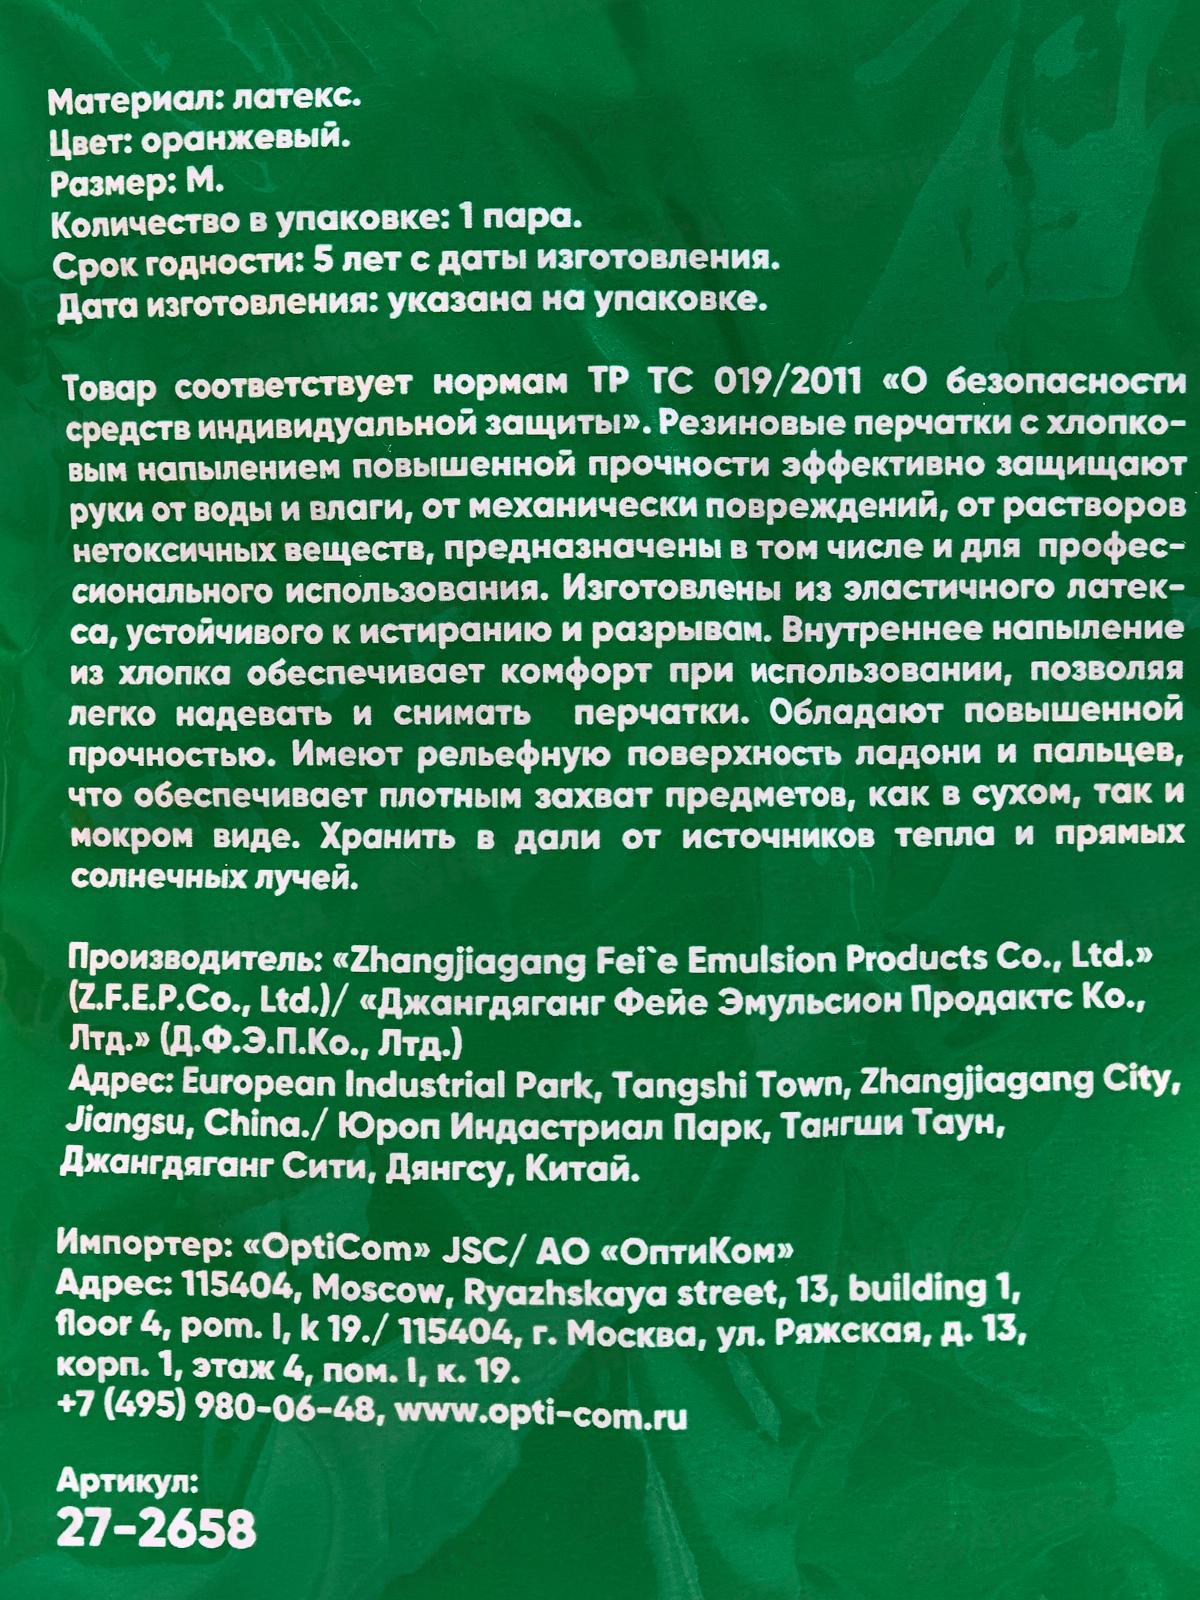 Материал: латекс.
Цвет: оранжевый.
Размер: М.
Количество в упаковке: 1 пара.
Срок годности: 5 лет с даты изготовления.
Дата изготовления: указана на упаковке.
Товар соответствует нормам ТР ТС 019/2011 «О безопасности
средств индивидуальной защиты». Резиновые перчатки с хлопко-
вым напылением повышенной прочности эффективно защищают
руки от воды и влаги, от механически повреждений, от растворов
нетоксичных веществ, предназначены в том числе и для профес-
сионального использования. Изготовлены из эластичного латек-
са, устойчивого к истиранию и разрывам. Внутреннее напыление
из хлопка обеспечивает комфорт при использовании, позволяя
легко надевать и снимать перчатки. Обладают повышенной
прочностью. Имеют рельефную поверхность ладони и пальцев,
что обеспечивает плотным захват предметов, как в сухом, так и
мокром виде. Хранить в дали от источников тепла и прямых
солнечных лучей.
Производитель: «Zhangjiagang Fei`e Emulsion Products Co., Ltd.»
(Z.F.E.P.Co., Ltd.)/ «Джангдяганг Фейе Эмульсион Продактс Ко.,
Лтд.» (Д.Ф.Э.П.Ко., Лтд.)
Адрес: European Industrial Park, Tangshi Town, Zhangjiagang City,
Jiangsu, China./ Юроп Индастриал Парк, Тангши Таун,
Джангдяганг Сити, Дянгсу, Китай.
Импортер: «OptiCom» JSC/ АО «ОптиКом»
Адрес: 115404, Moscow, Ryazhskaya street, 13, building 1,
floor 4, pom. I, k 19./ 115404, г. Москва, ул. Ряжская, д. 13,
корп. 1, этаж 4, пом. I, к. 19.
+7 (495) 980-06-48, www.opti-com.ru
Артикул:
27-2658